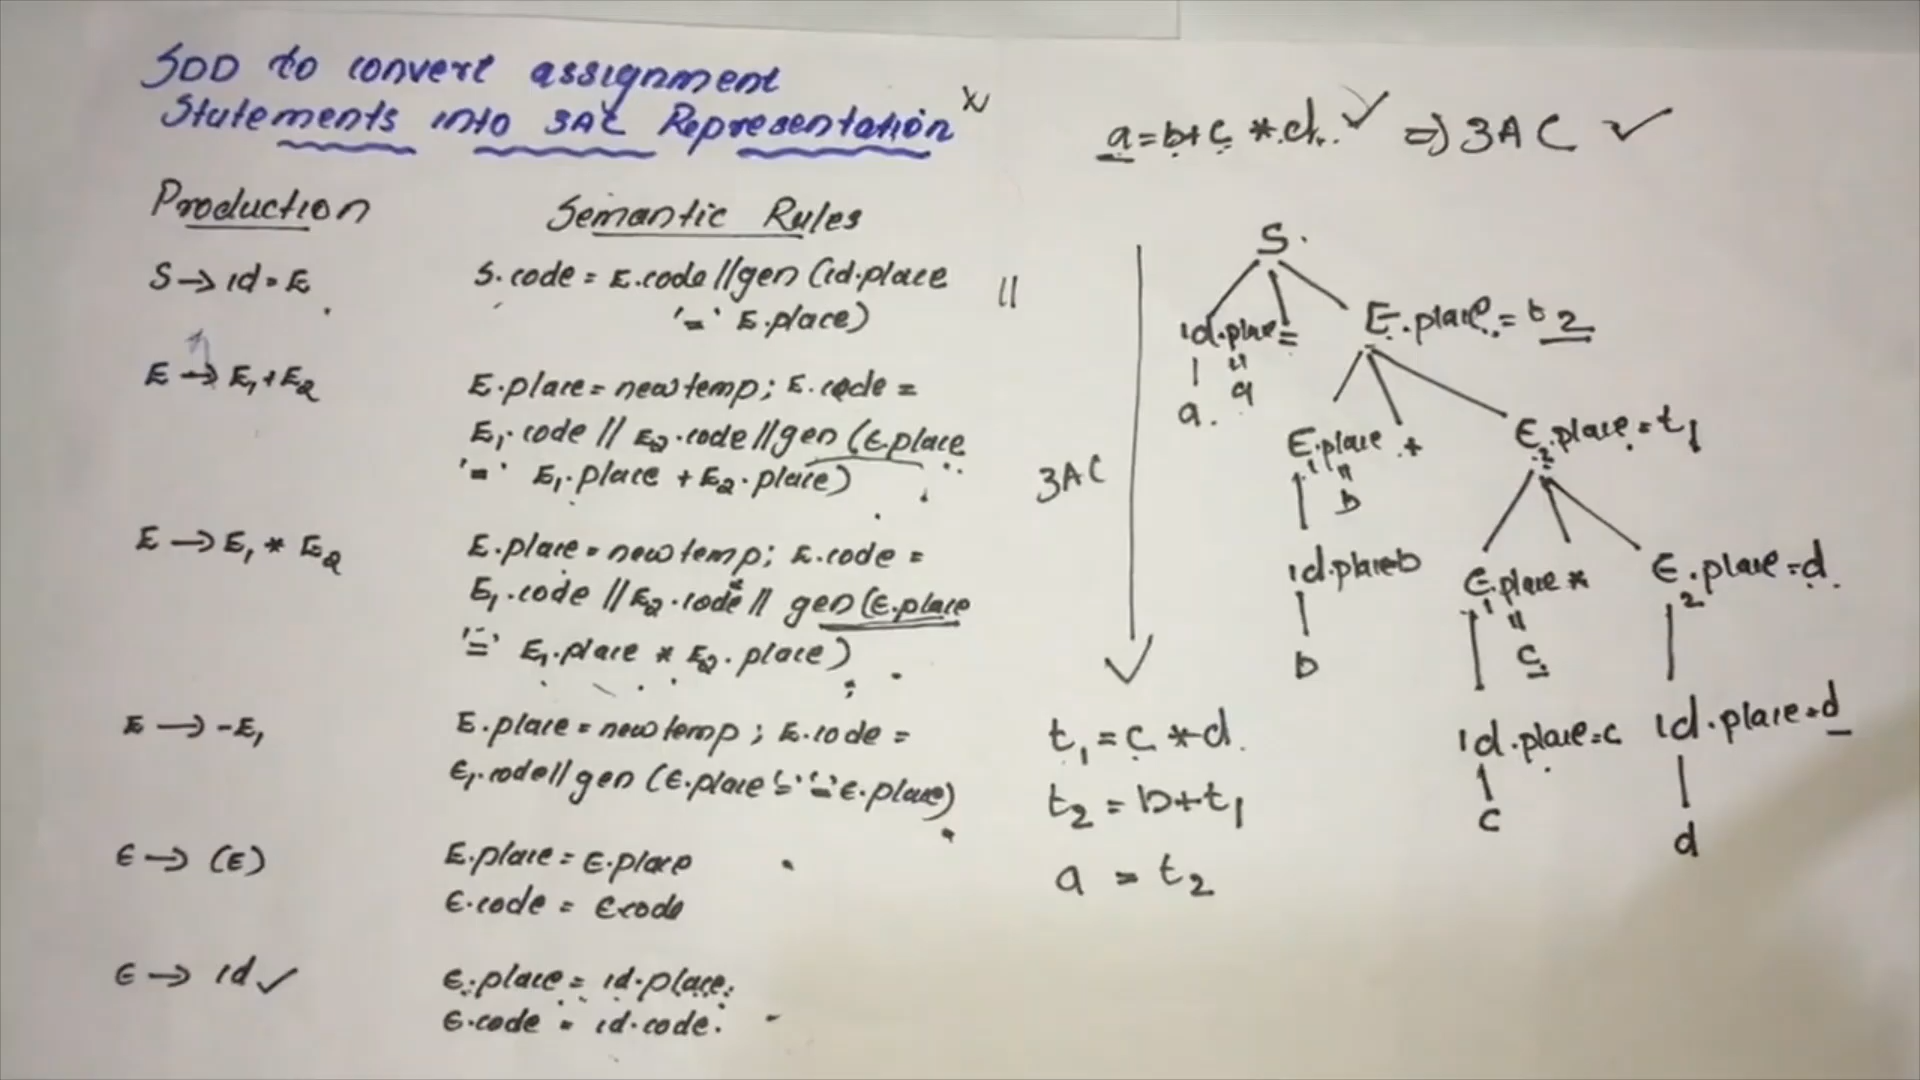 SDD to convert assignment
Statements into 3AC Representation
Production
Semantic Rules
S → id = E
S.code = E.code || gen (id.place
'=' E.place)
E → E1 + E2
E.place = newtemp; E.code =
E1.code || E2.code || gen (E.place
'=' E1.place + E2.place)
E → E1 * E2
E.place = newtemp; E.code =
E1.code || E2.code || gen (E.place
'=' E1.place * E2.place)
E → -E1
E.place = newtemp; E.code =
E1.code || gen (E.place '=' '-' E.place)
E → (E)
E.place = E.place
E.code = E.code
E → id ✓
E.place = id.place
E.code = id.code
||
a = b + c * d ✓ ⇒ 3AC ✓
S
id.place = E.place = t2
a
a
E1.place + E2.place = t1
b
id.place=b
b
E1.place * E2.place = d
c
id.place=c id.place=d
c
d
3AC
t1 = c * d
t2 = b + t1
a = t2